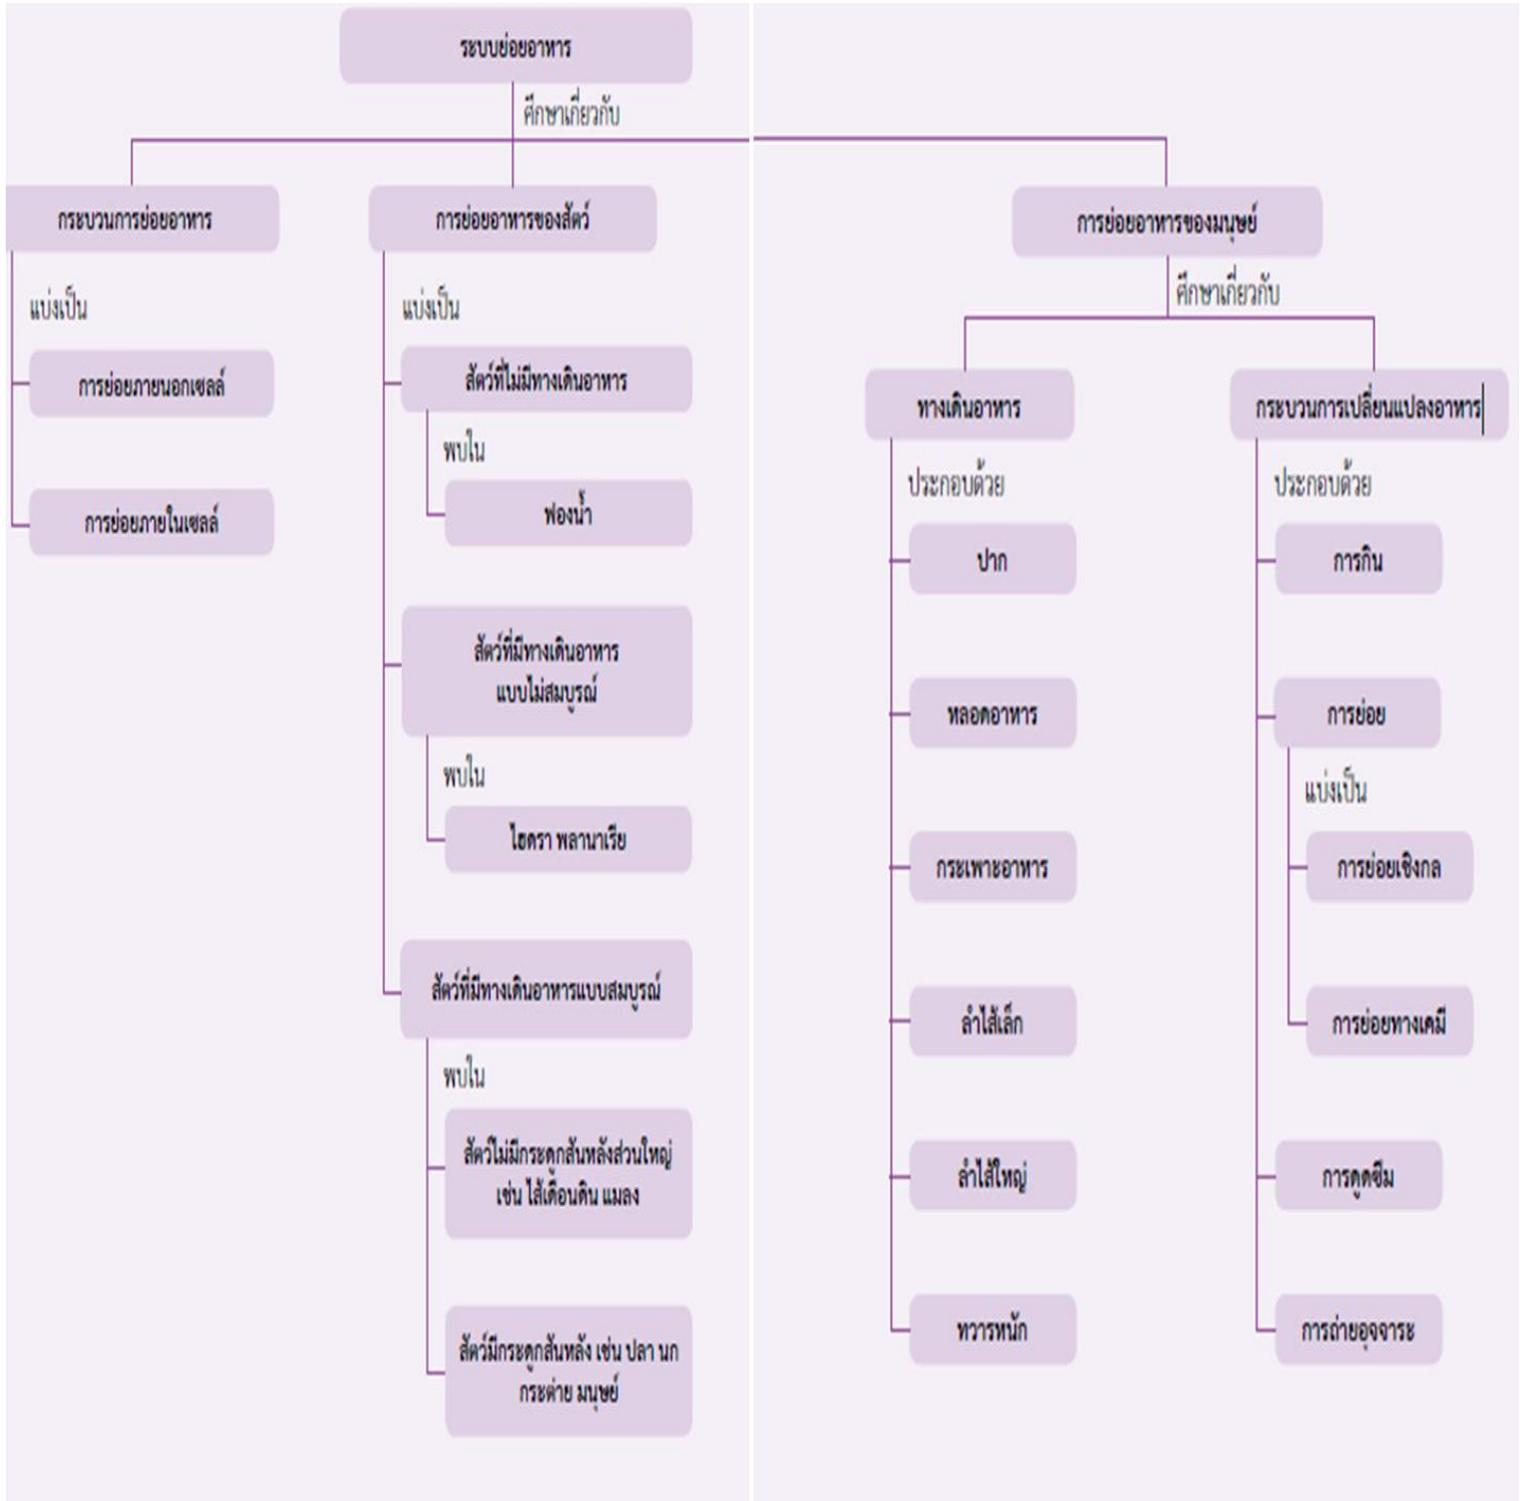 ระบบย่อยอาหาร
ศึกษาเกี่ยวกับ
กระบวนการย่อยอาหาร
แบ่งเป็น
การย่อยภายนอกเซลล์
การย่อยภายในเซลล์
การย่อยอาหารของสัตว์
แบ่งเป็น
สัตว์ที่ไม่มีทางเดินอาหาร
พบใน
ฟองน้ำ
สัตว์ที่มีทางเดินอาหาร
แบบไม่สมบูรณ์
พบใน
ไฮดรา พลานาเรีย
สัตว์ที่มีทางเดินอาหารแบบสมบูรณ์
พบใน
สัตว์ไม่มีกระดูกสันหลังส่วนใหญ่
เช่น ไส้เดือนดิน แมลง
สัตว์มีกระดูกสันหลัง เช่น ปลา นก
กระต่าย มนุษย์
การย่อยอาหารของมนุษย์
ศึกษาเกี่ยวกับ
ทางเดินอาหาร
ประกอบด้วย
ปาก
หลอดอาหาร
กระเพาะอาหาร
ลำไส้เล็ก
ลำไส้ใหญ่
ทวารหนัก
กระบวนการเปลี่ยนแปลงอาหาร
ประกอบด้วย
การกิน
การย่อย
แบ่งเป็น
การย่อยเชิงกล
การย่อยทางเคมี
การดูดซึม
การถ่ายอุจจาระ